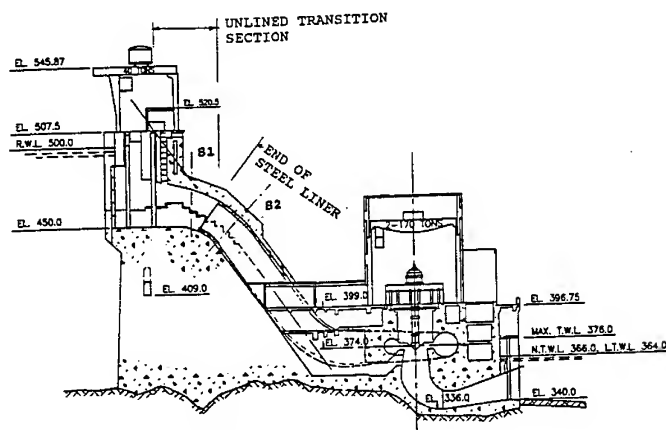 UNLINED TRANSITION
SECTION
EL. 545.87
EL. 520.5
EL. 507.5
R.W.L. 500.0
S1
END OF
STEEL LINER
S2
EL. 450.0
170 TONS
EL. 409.0
EL. 399.0
EL. 396.75
MAX. T.W.L. 376.0
EL. 374.0
N.T.W.L. 366.0, L.T.W.L. 364.0
EL. 336.0
EL. 340.0